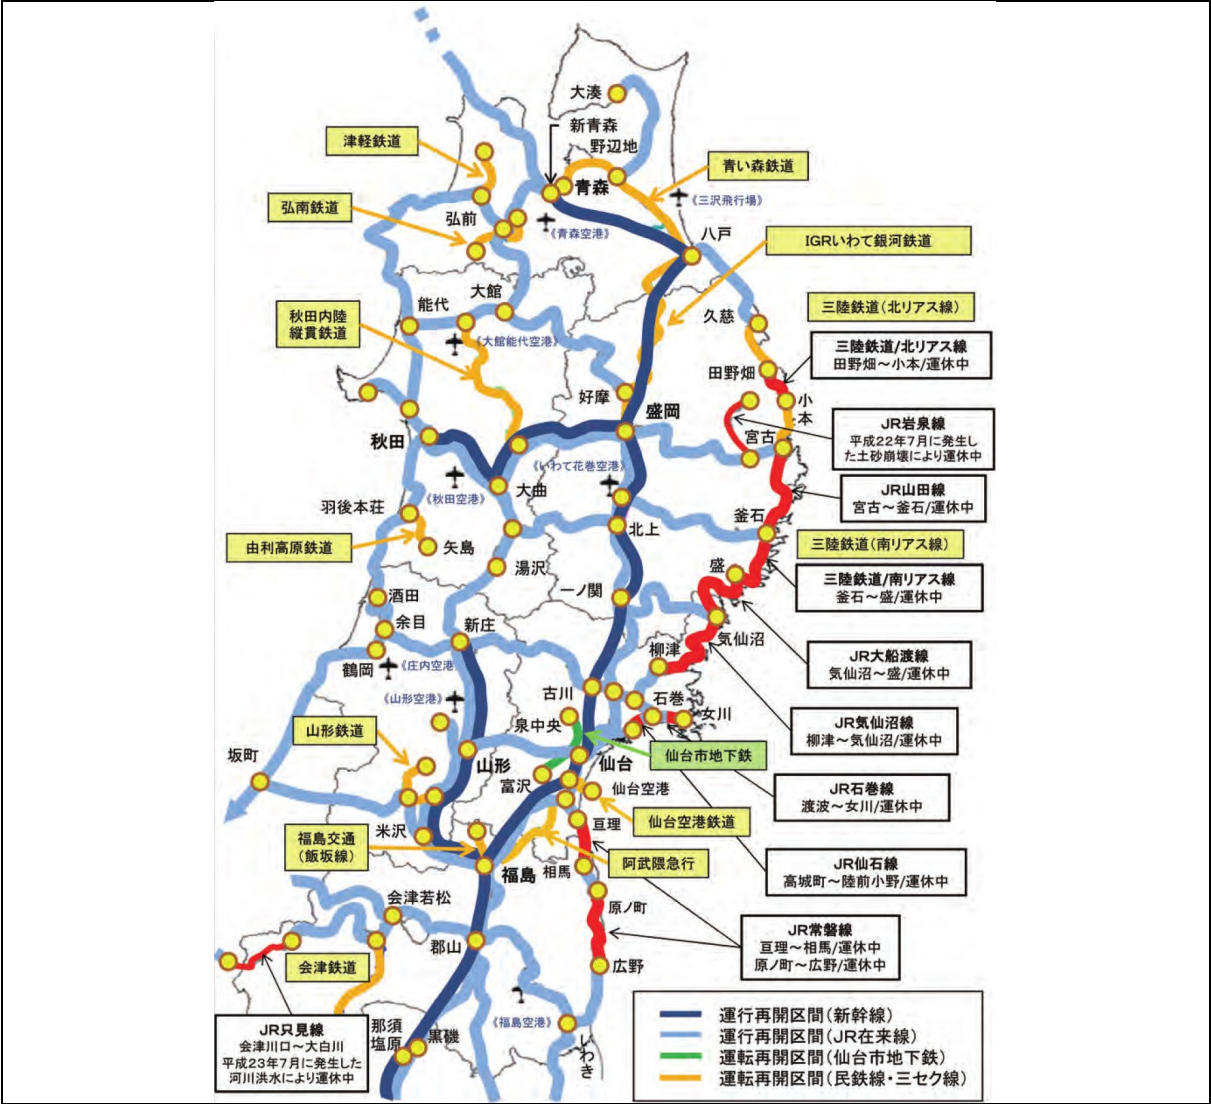 大湊
新青森
野辺地
津軽鉄道
青い森鉄道
青森
《三沢飛行場》
弘南鉄道
弘前
《青森空港》
八戸
IGRいわて銀河鉄道
大館
能代
久慈
三陸鉄道(北リアス線)
秋田内陸
縦貫鉄道
《大館能代空港》
三陸鉄道/北リアス線
田野畑～小本/運休中
田野畑
好摩
小本
盛岡
宮古
JR岩泉線
平成22年7月に発生し
た土砂崩壊により運休中
秋田
《いわて花巻空港》
《秋田空港》
大曲
JR山田線
宮古～釜石/運休中
羽後本荘
釜石
北上
由利高原鉄道
矢島
三陸鉄道(南リアス線)
湯沢
盛
三陸鉄道/南リアス線
釜石～盛/運休中
一ノ関
酒田
余目
新庄
気仙沼
柳津
JR大船渡線
気仙沼～盛/運休中
鶴岡
《庄内空港》
《山形空港》
古川
石巻
女川
JR気仙沼線
柳津～気仙沼/運休中
泉中央
山形鉄道
坂町
山形
仙台
仙台市地下鉄
富沢
仙台空港
JR石巻線
渡波～女川/運休中
米沢
亘理
仙台空港鉄道
福島交通
(飯坂線)
福島
相馬
阿武隈急行
JR仙石線
高城町～陸前小野/運休中
会津若松
原ノ町
郡山
JR常磐線
亘理～相馬/運休中
原ノ町～広野/運休中
会津鉄道
広野
《福島空港》
いわき
JR只見線
会津川口～大白川
平成23年7月に発生した
河川洪水により運休中
那須
塩原
黒磯
運行再開区間(新幹線)
運行再開区間(JR在来線)
運転再開区間(仙台市地下鉄)
運転再開区間(民鉄線・三セク線)